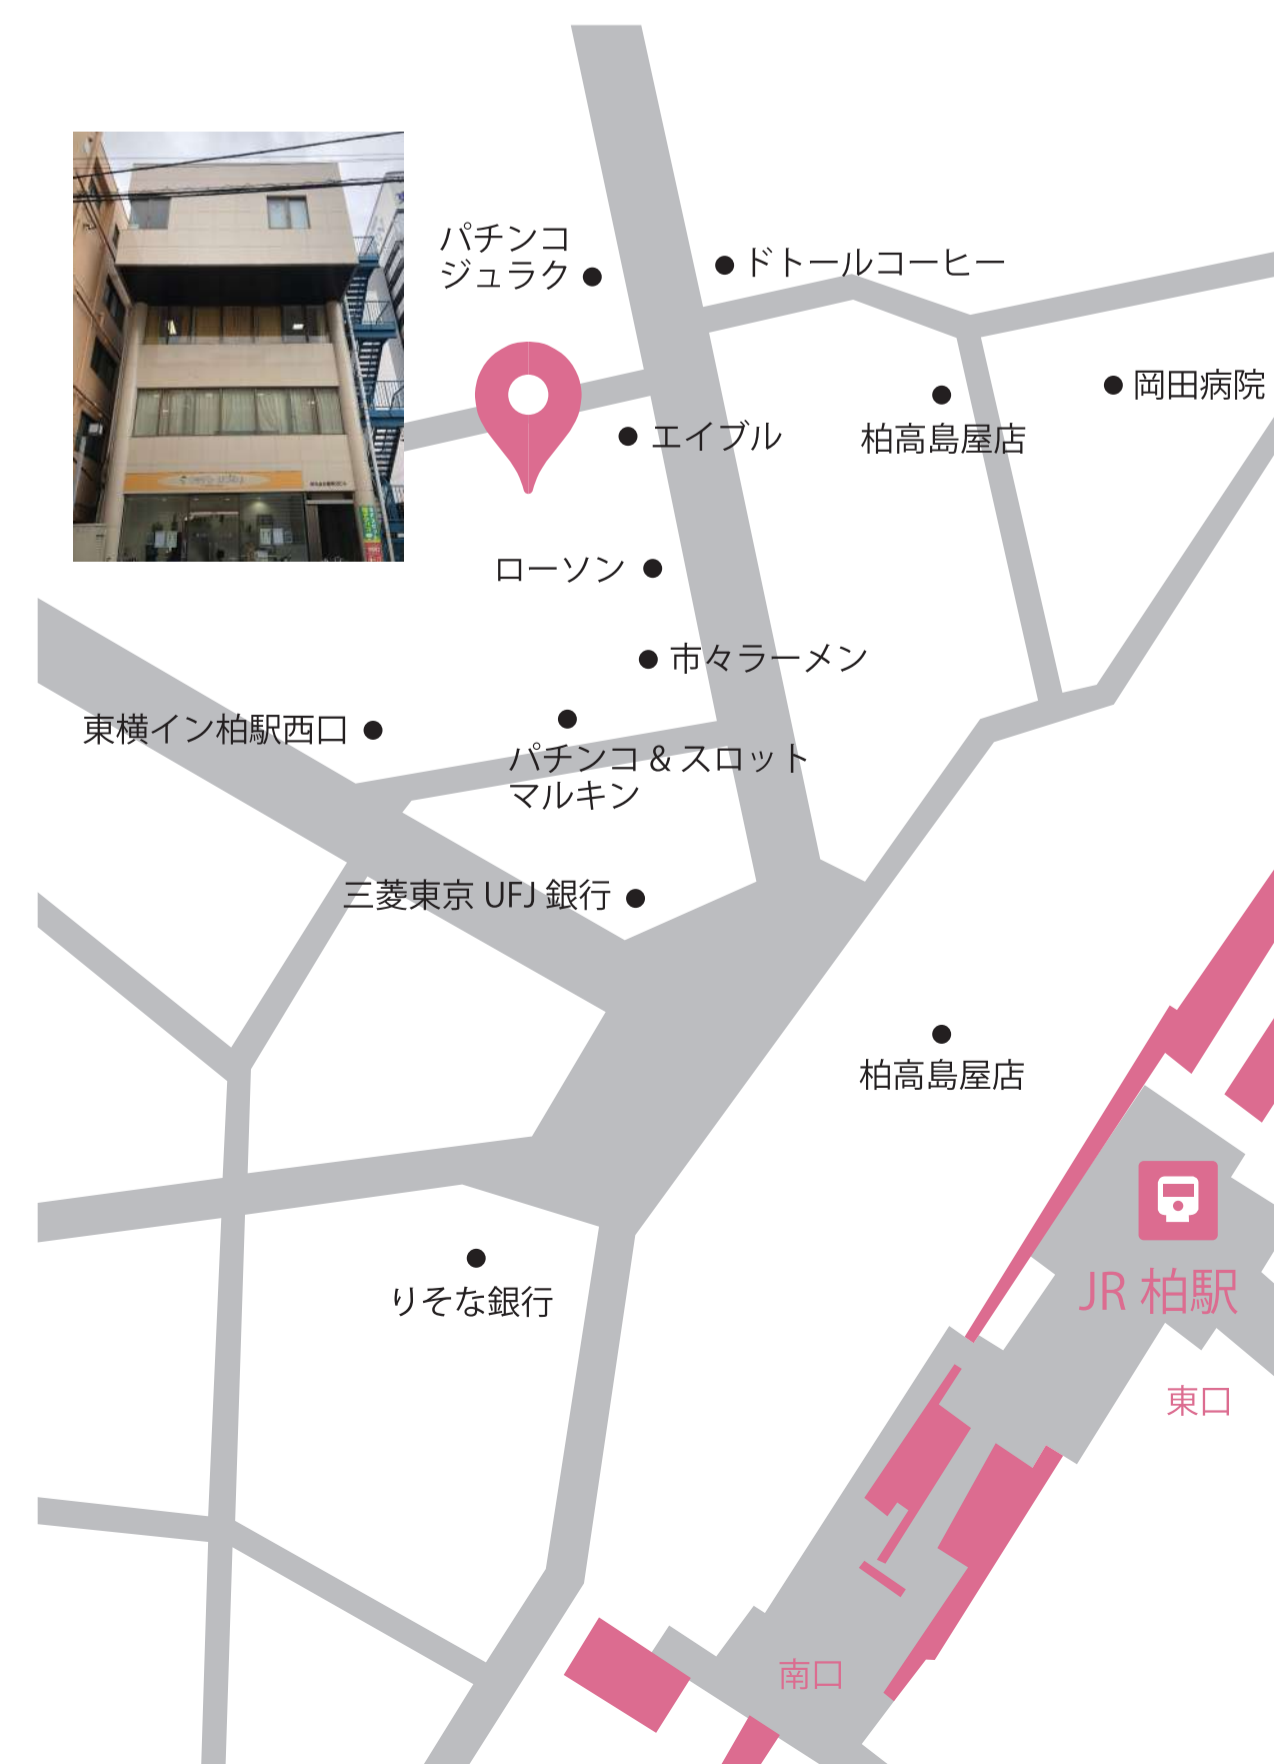 パチンコ
ジュラク
ドトールコーヒー
岡田病院
エイブル
柏高島屋店
ローソン
市々ラーメン
東横イン柏駅西口
パチンコ & スロット
マルキン
三菱東京 UFJ 銀行
柏高島屋店
りそな銀行
JR 柏駅
東口
南口